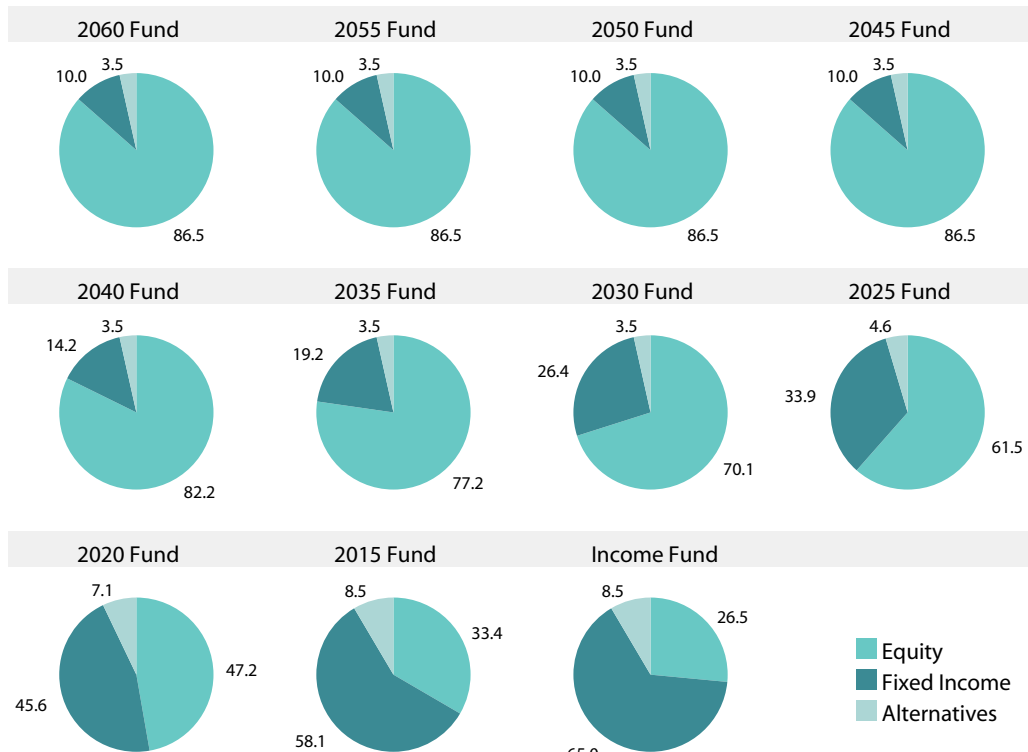 2060 Fund 2055 Fund 2050 Fund 2045 Fund
3.5 3.5 3.5 3.5
10.0 10.0 10.0 10.0
86.5 86.5 86.5 86.5
2040 Fund 2035 Fund 2030 Fund 2025 Fund
3.5 3.5 3.5 4.6
14.2 19.2 26.4 33.9
82.2 77.2 70.1 61.5
2020 Fund 2015 Fund Income Fund
7.1 8.5 8.5
33.4 26.5
47.2
45.6
58.1
Equity
Fixed Income
Alternatives